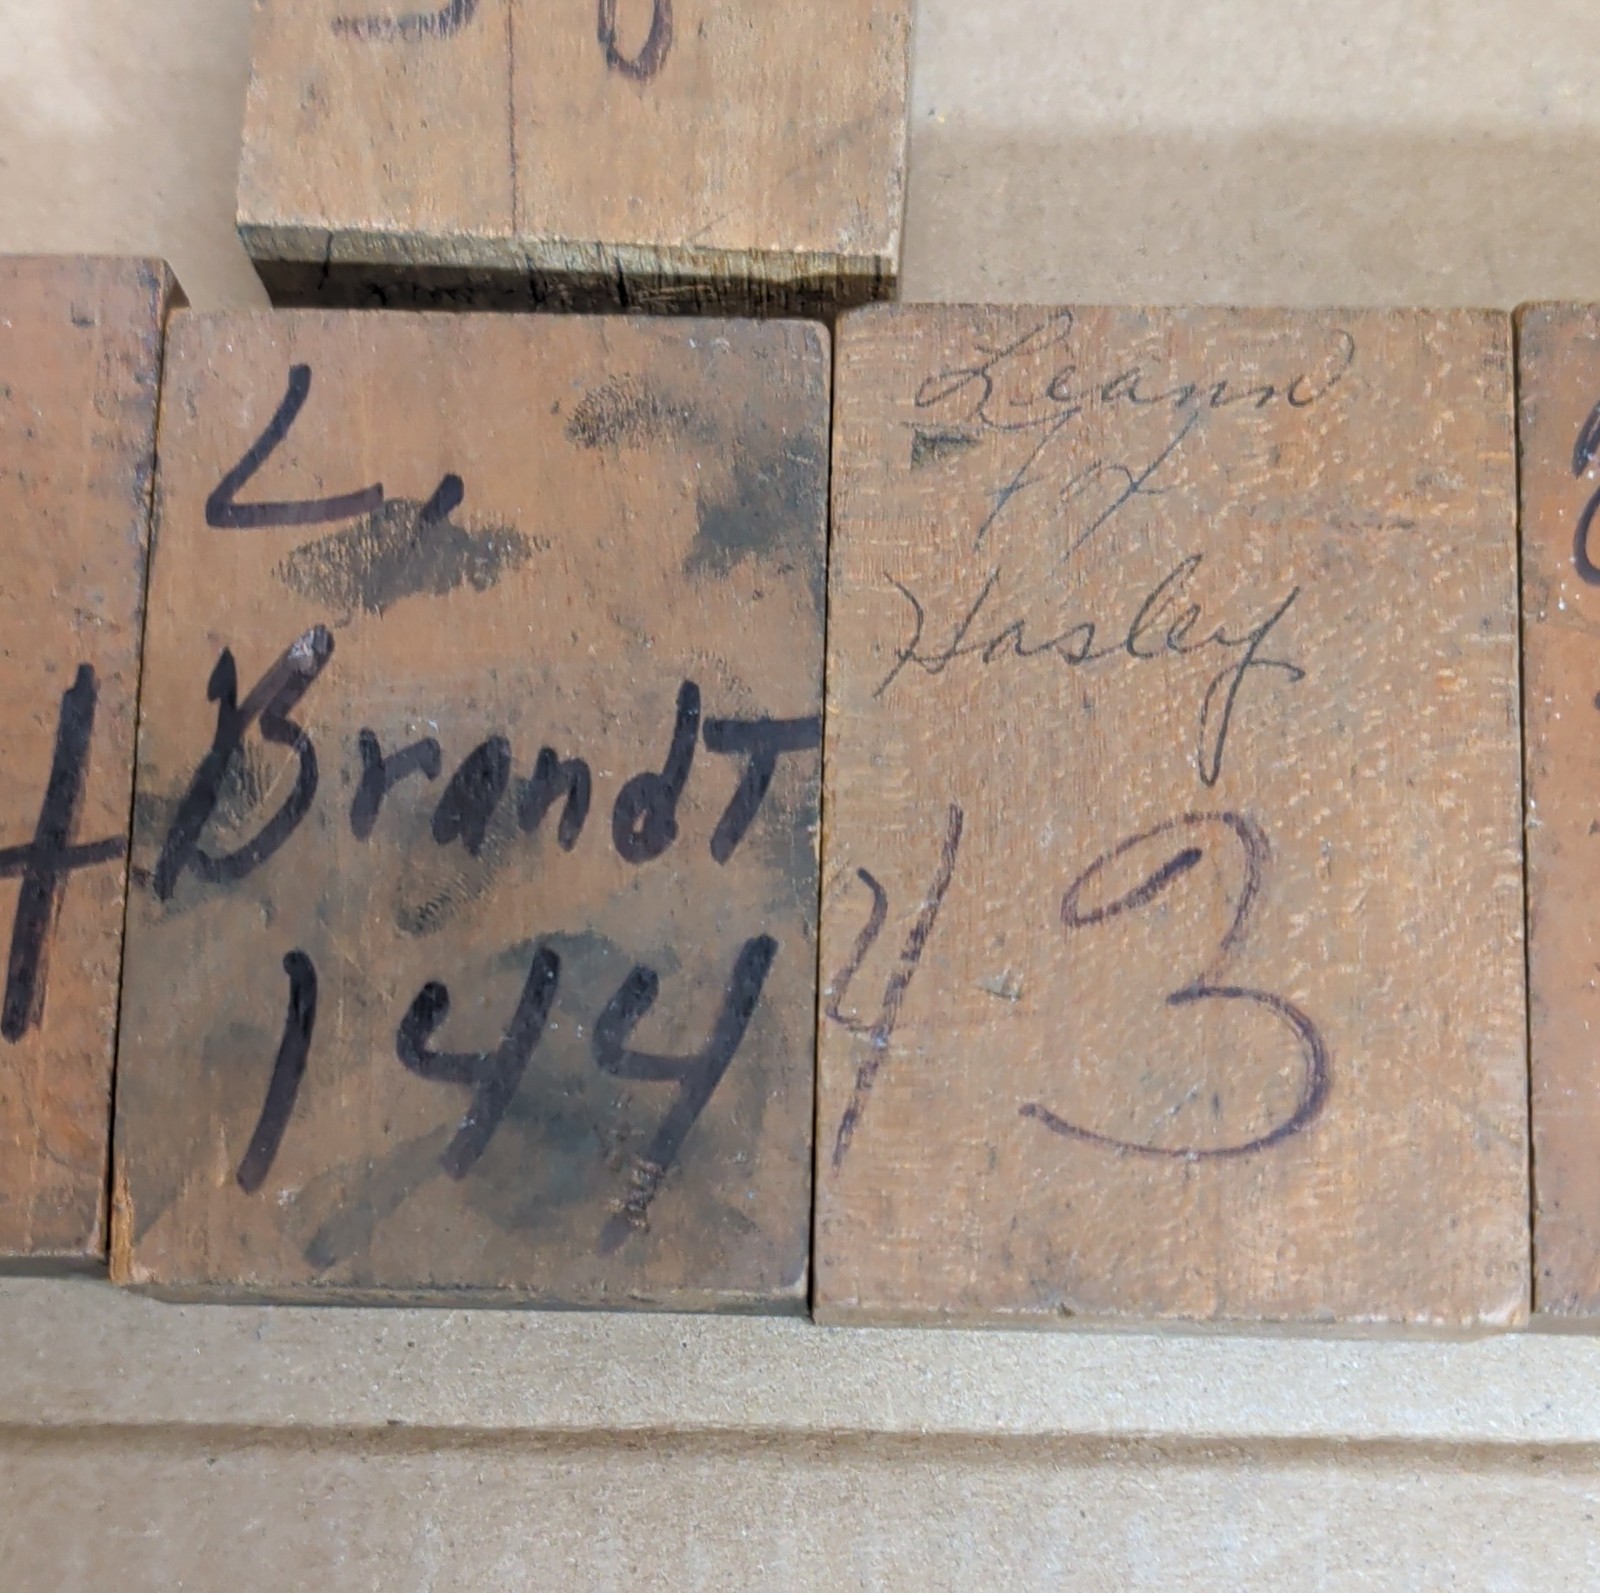 L,
Brandt
144
Leann
Hasley
43